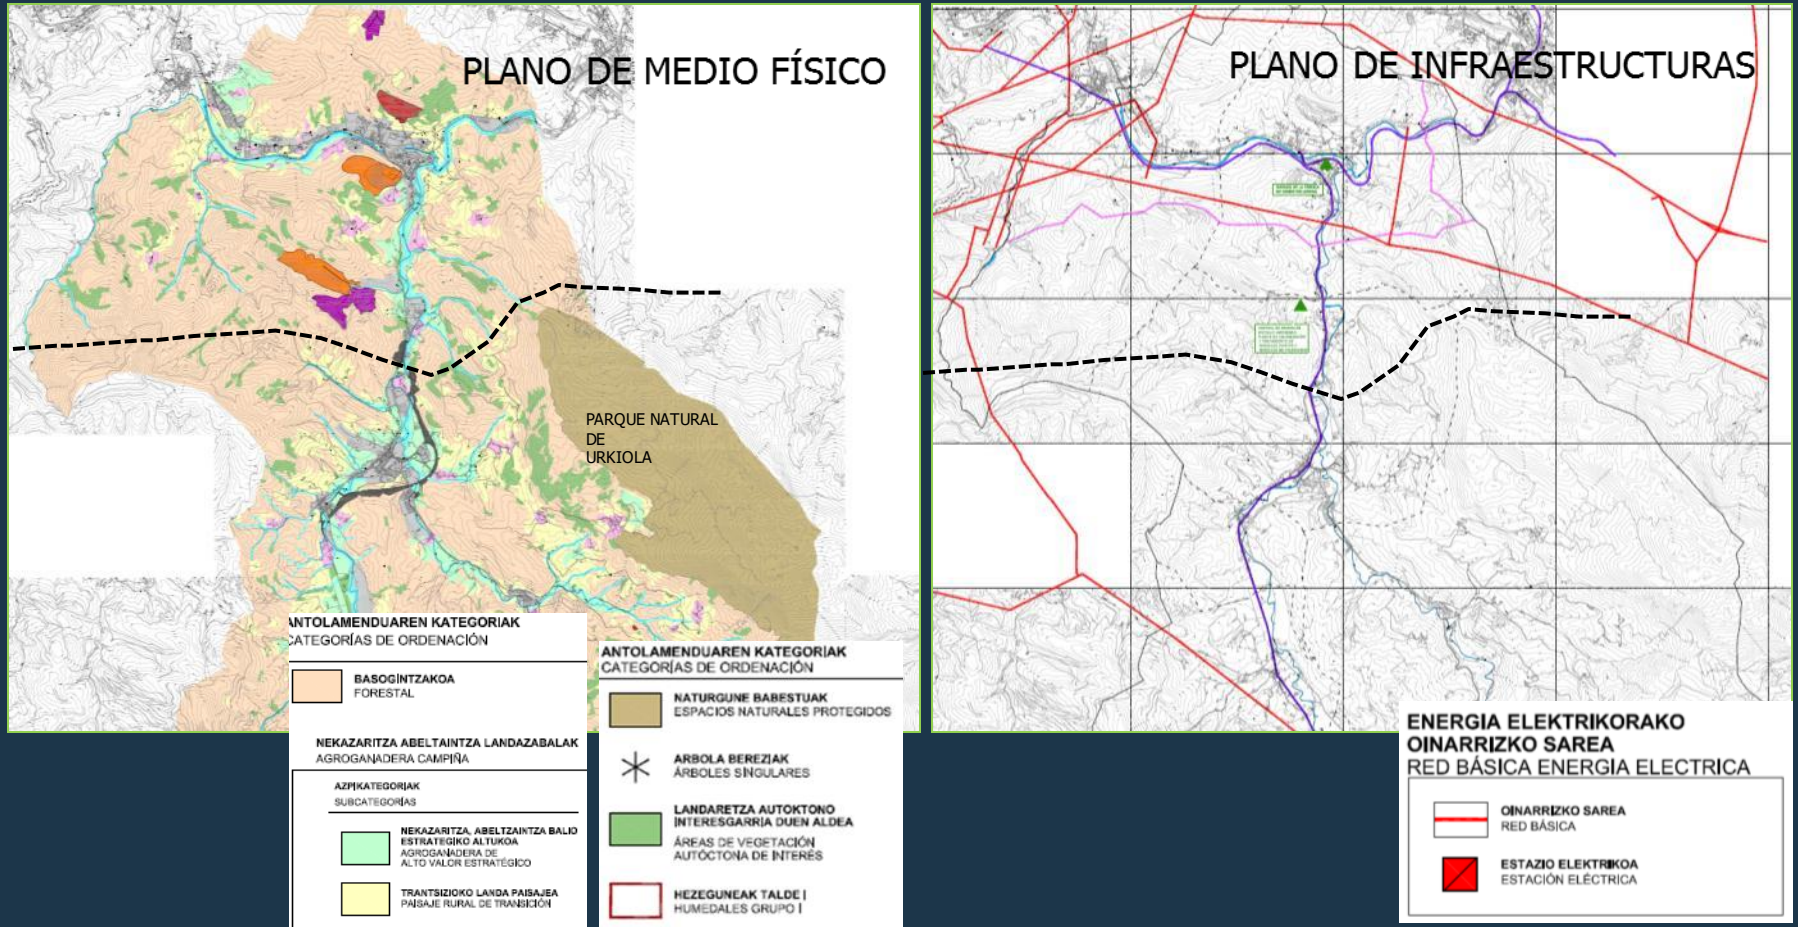 PLANO DE MEDIO FÍSICO
PARQUE NATURAL
DE
URKIOLA
ANTOLAMENDUAREN KATEGORIAK
CATEGORÍAS DE ORDENACIÓN
BASOGINTZAKOA
FORESTAL
NEKAZARITZA ABELTAINTZA LANDAZABALAK
AGROGANADERA CAMPIÑA
AZPIKATEGORIAK
SUBCATEGORÍAS
NEKAZARITZA, ABELTZAINTZA BALIO
ESTRATEGIKO ALTUKOA
AGROGANADERA DE
ALTO VALOR ESTRATÉGICO
TRANTSIZIOKO LANDA PAISAJEA
PAISAJE RURAL DE TRANSICIÓN
ANTOLAMENDUAREN KATEGORIAK
CATEGORÍAS DE ORDENACIÓN
NATURGUNE BABESTUAK
ESPACIOS NATURALES PROTEGIDOS
ARBOLA BEREZIAK
ÁRBOLES SINGULARES
LANDARETZA AUTOKTONO
INTERESGARRIA DUEN ALDEA
ÁREAS DE VEGETACIÓN
AUTÓCTONA DE INTERÉS
HEZEGUNEAK TALDE I
HUMEDALES GRUPO I
PLANO DE INFRAESTRUCTURAS
ENERGIA ELEKTRIKORAKO
OINARRIZKO SAREA
RED BÁSICA ENERGIA ELECTRICA
OINARRIZKO SAREA
RED BÁSICA
ESTAZIO ELEKTRIKOA
ESTACIÓN ELÉCTRICA